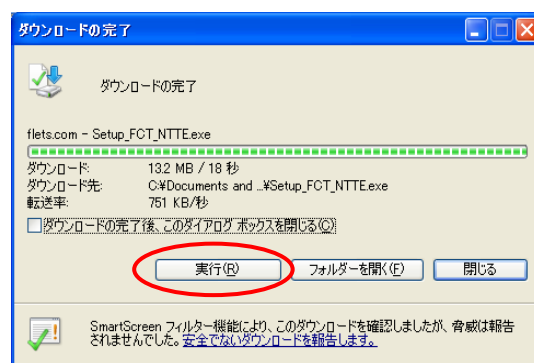 ダウンロードの完了
ダウンロードの完了
flets.com – Setup_FCT_NTTE.exe
ダウンロード: 13.2 MB / 18 秒
ダウンロード先: C:¥Documents and ...¥Setup_FCT_NTTE.exe
転送率: 751 KB/秒
ダウンロードの完了後、このダイアログ ボックスを閉じる(C)
実行(R) フォルダーを開く(F) 閉じる
SmartScreen フィルター機能により、このダウンロードを確認しましたが、脅威は報告
されませんでした。安全でないダウンロードを報告します。